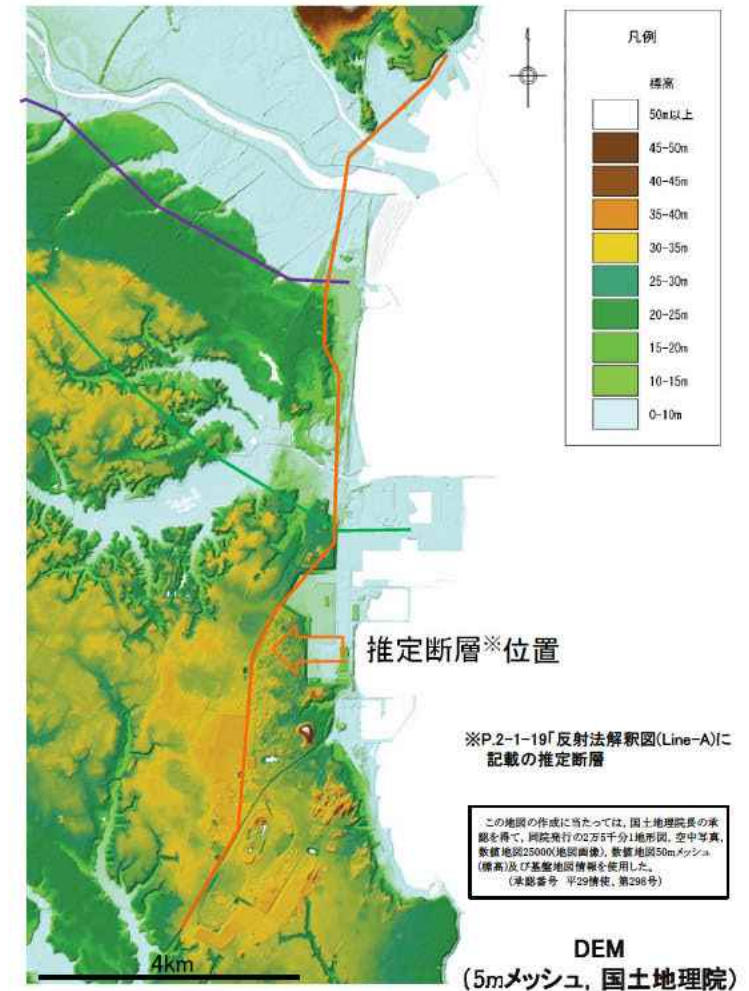 凡例
標高
50m以上
45-50m
40-45m
35-40m
30-35m
25-30m
20-25m
15-20m
10-15m
0-10m
推定断層※位置
※P.2-1-19「反射法解釈図(Line-A)に
記載の推定断層
この地図の作成に当たっては，国土地理院長の承
認を得て，同院発行の2万5千分1地形図，空中写真，
数値地図25000(地図画像)，数値地図50mメッシュ
(標高)及び基盤地図情報を使用した。
(承認番号 平29情使，第298号)
4km
DEM
(5mメッシュ，国土地理院)